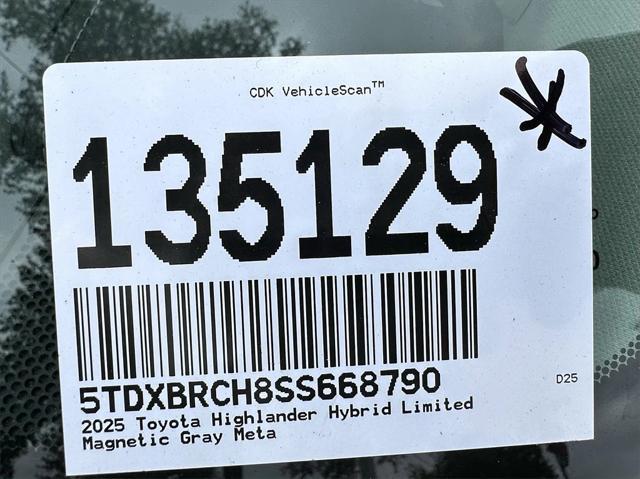 CDK VehicleScan™
135129
5TDXBRCH8SS668790
D25
2025 Toyota Highlander Hybrid Limited
Magnetic Gray Meta